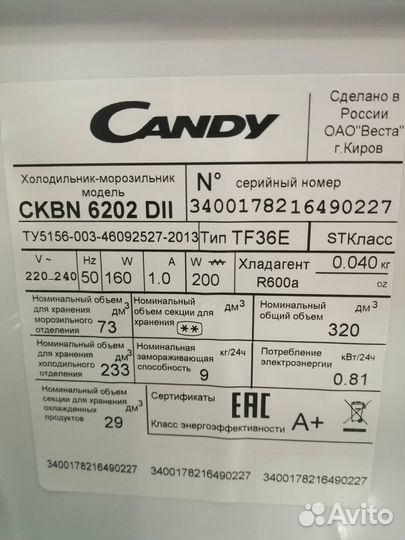 CANDY
Сделано в
России
ОАО"Веста"
г.Киров
Холодильник-морозильник
модель
CKBN 6202 DII
N° серийный номер
3400178216490227
ТУ5156-003-46092527-2013
Тип TF36E
STКласс
V ~
220...240
Hz
50
W
160
A
1.0
W
200
Хладагент
R600a
0.040 кг
oz
Номинальный объем
для хранения дм3
морозильного
отделения 73
Номинальный дм3
объем секции для
хранения **
Номинальный дм3
общий объем
320
Номинальный объем
для хранения дм3
холодильного
отделения 233
Номинальная кг/24ч
замораживающая
способность 9
Потребление кВт/24ч
электроэнергии
0.81
Номинальный объем
секции для хранения дм3
охлажденных
продуктов 29
Сертификаты
EAC
Класс энергоэффективности A+
3400178216490227
3400178216490227
3400178216490227
Avito